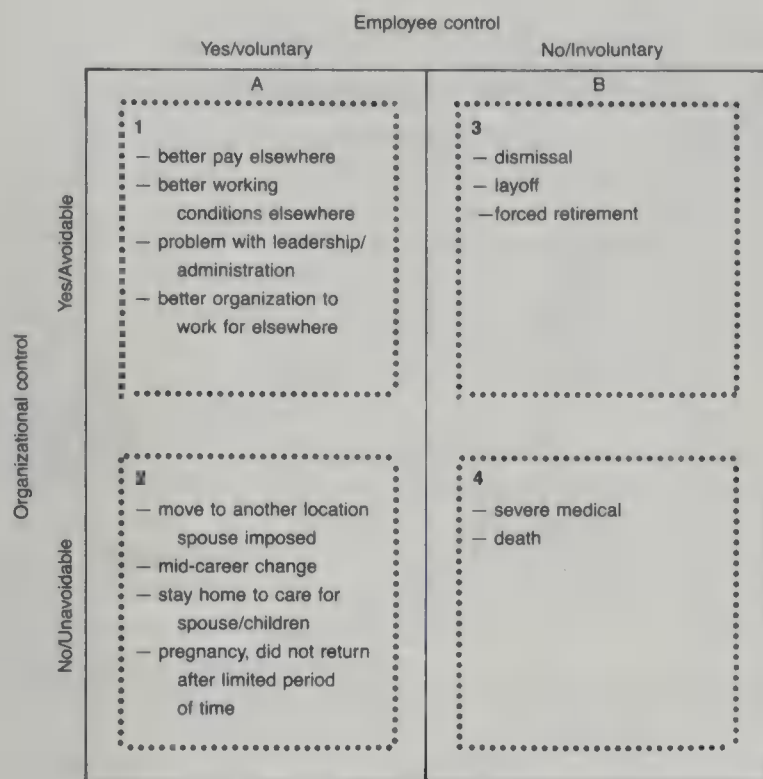 Employee control
Yes/voluntary
No/Involuntary
A
B
Organizational control
Yes/Avoidable
1
— better pay elsewhere
— better working
conditions elsewhere
— problem with leadership/
administration
— better organization to
work for elsewhere
3
— dismissal
— layoff
—forced retirement
No/Unavoidable
2
— move to another location
spouse imposed
— mid-career change
— stay home to care for
spouse/children
— pregnancy, did not return
after limited period
of time
4
— severe medical
— death